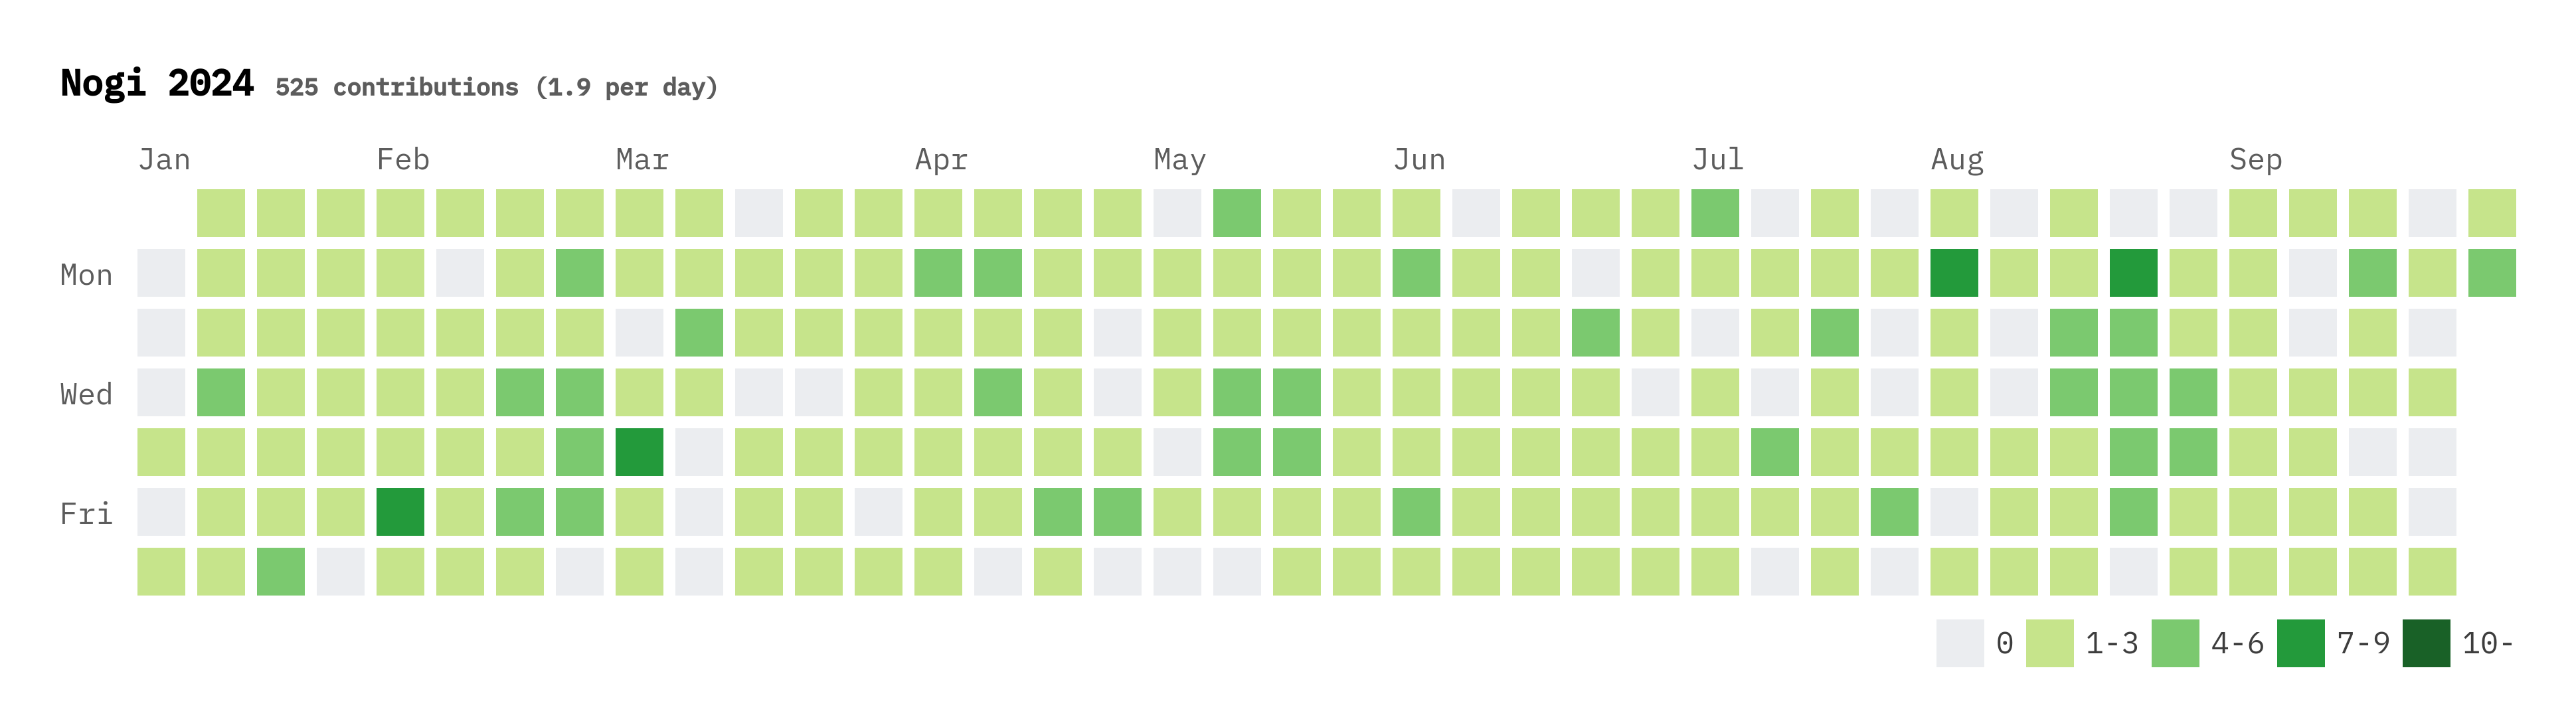 Nogi 2024 525 contributions (1.9 per day)
Jan Feb Mar Apr May Jun Jul Aug Sep
Mon
Wed
Fri
0 1-3 4-6 7-9 10-